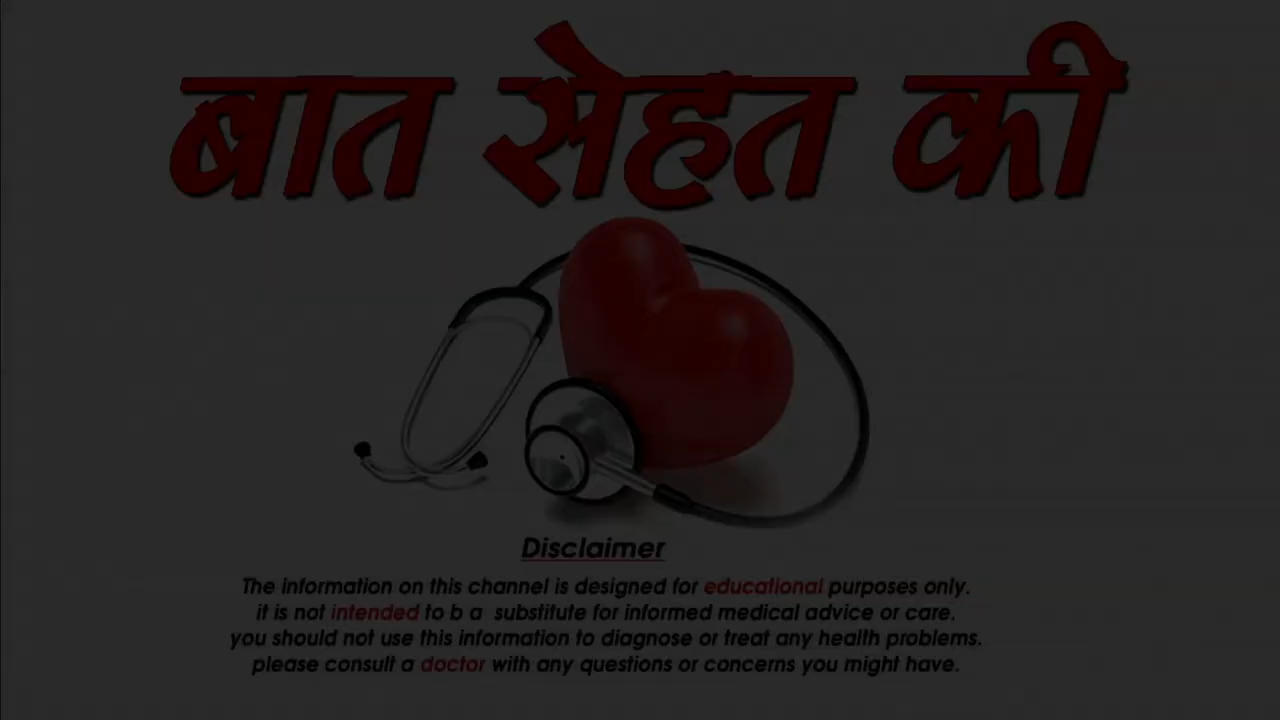 बात सेहत की
Disclaimer
The information on this channel is designed for educational purposes only.
it is not intended to b a substitute for informed medical advice or care.
you should not use this information to diagnose or treat any health problems.
please consult a doctor with any questions or concerns you might have.